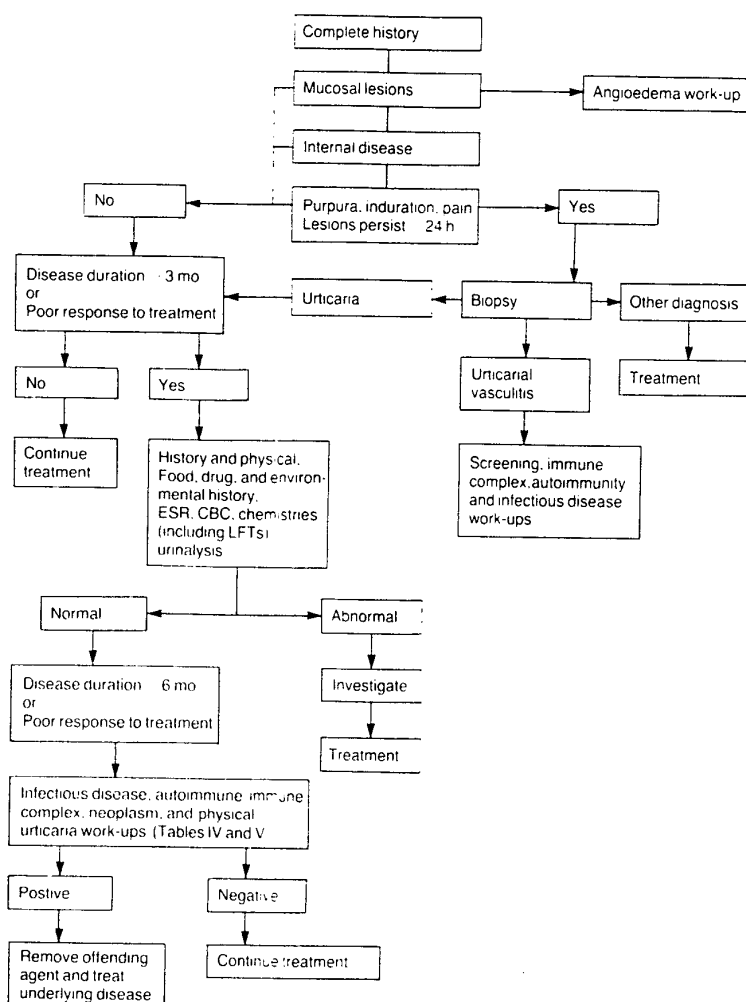 Complete history
Mucosal lesions
Angioedema work-up
Internal disease
No
Purpura, induration, pain
Lesions persist 24 h
Yes
Disease duration 3 mo
or
Poor response to treatment
Urticaria
Biopsy
Other diagnosis
No
Yes
Urticarial
vasculitis
Treatment
Continue
treatment
History and physical.
Food, drug, and environ-
mental history.
ESR, CBC, chemistries
(including LFTs)
urinalysis
Screening, immune
complex, autoimmunity
and infectious disease
work-ups
Normal
Abnormal
Disease duration 6 mo
or
Poor response to treatment
Investigate
Treatment
Infectious disease, autoimmune immune
complex, neoplasm, and physical
urticaria work-ups (Tables IV and V
Postive
Negative
Remove offending
agent and treat
underlying disease
Continue treatment